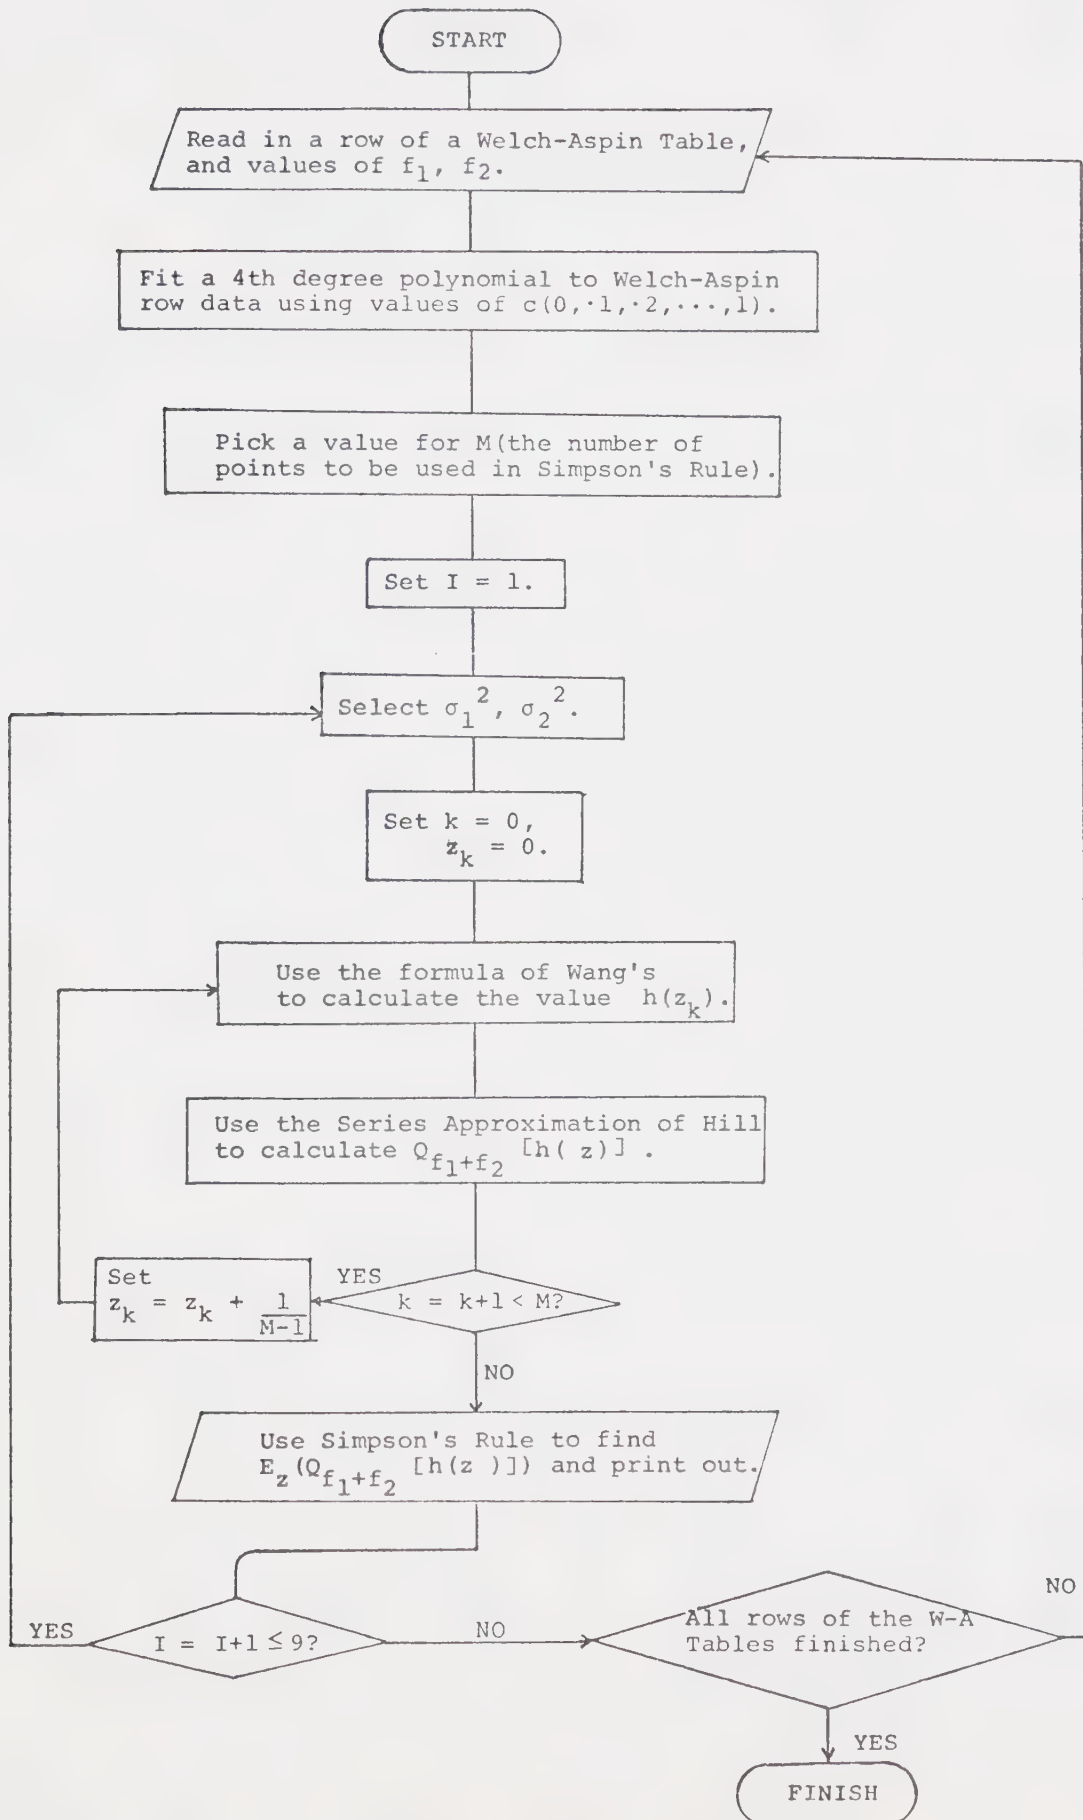 START
Read in a row of a Welch-Aspin Table,
and values of f₁, f₂.
Fit a 4th degree polynomial to Welch-Aspin
row data using values of c(0,·1,·2,···,1).
Pick a value for M(the number of
points to be used in Simpson's Rule).
Set I = 1.
Select σ₁², σ₂².
Set k = 0,
zₖ = 0.
Use the formula of Wang's
to calculate the value h(zₖ).
Use the Series Approximation of Hill
to calculate Q_{f₁+f₂} [h( z)] .
Set
zₖ = zₖ + 1/(M-1)
YES
k = k+1 < M?
NO
Use Simpson's Rule to find
E_z(Q_{f₁+f₂} [h(z )]) and print out.
YES
I = I+1 ≤ 9?
NO
All rows of the W-A
Tables finished?
NO
YES
FINISH